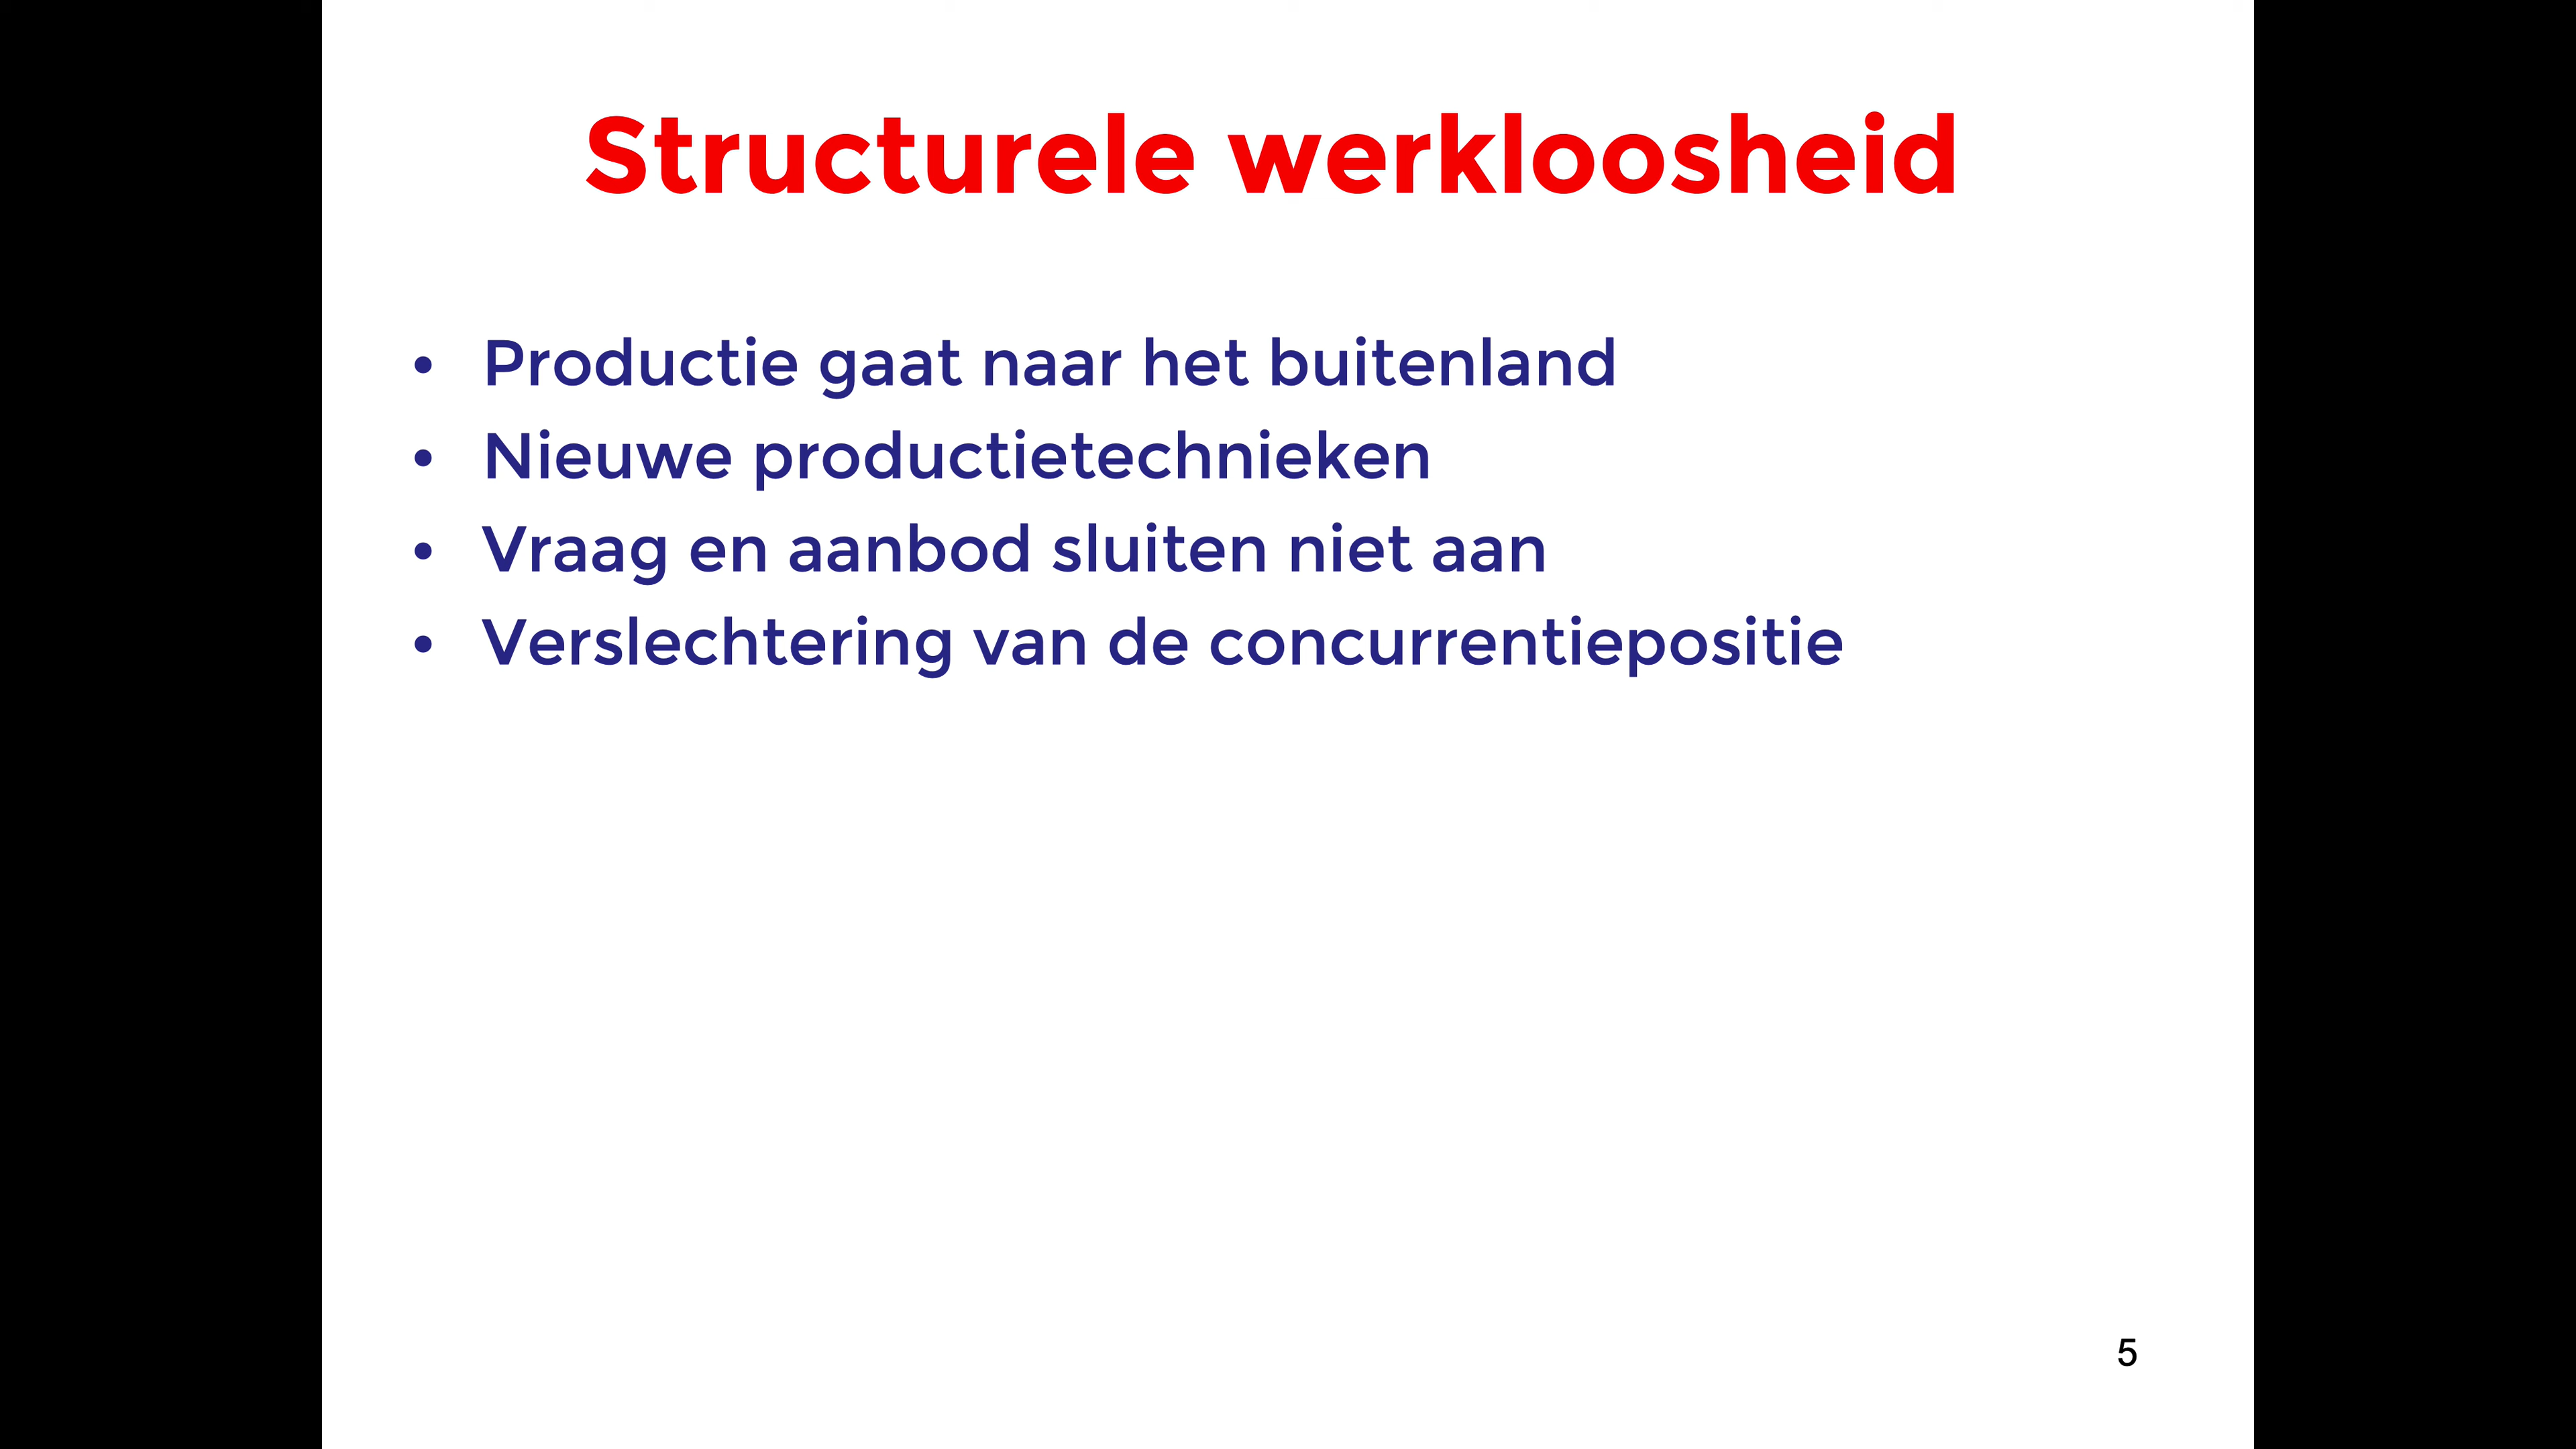 Structurele werkloosheid
• Productie gaat naar het buitenland
• Nieuwe productietechnieken
• Vraag en aanbod sluiten niet aan
• Verslechtering van de concurrentiepositie
5